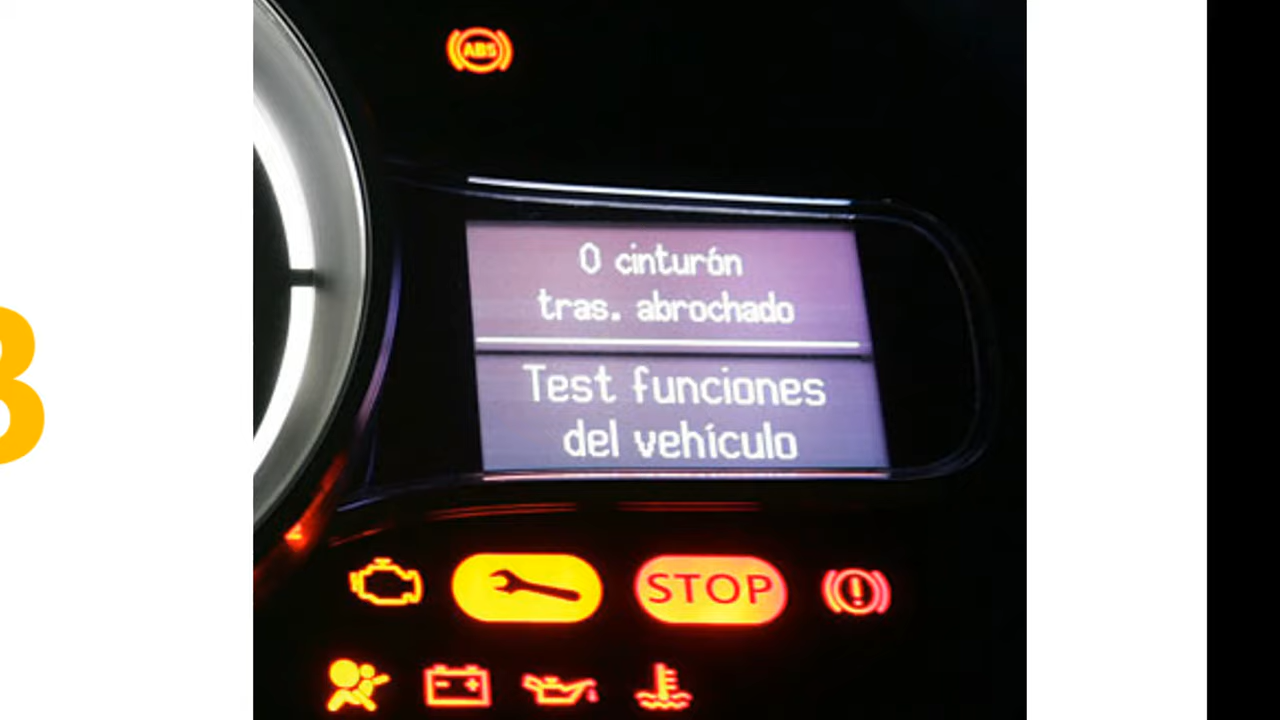 ABS
0 cinturón
tras. abrochado
Test funciones
del vehículo
STOP